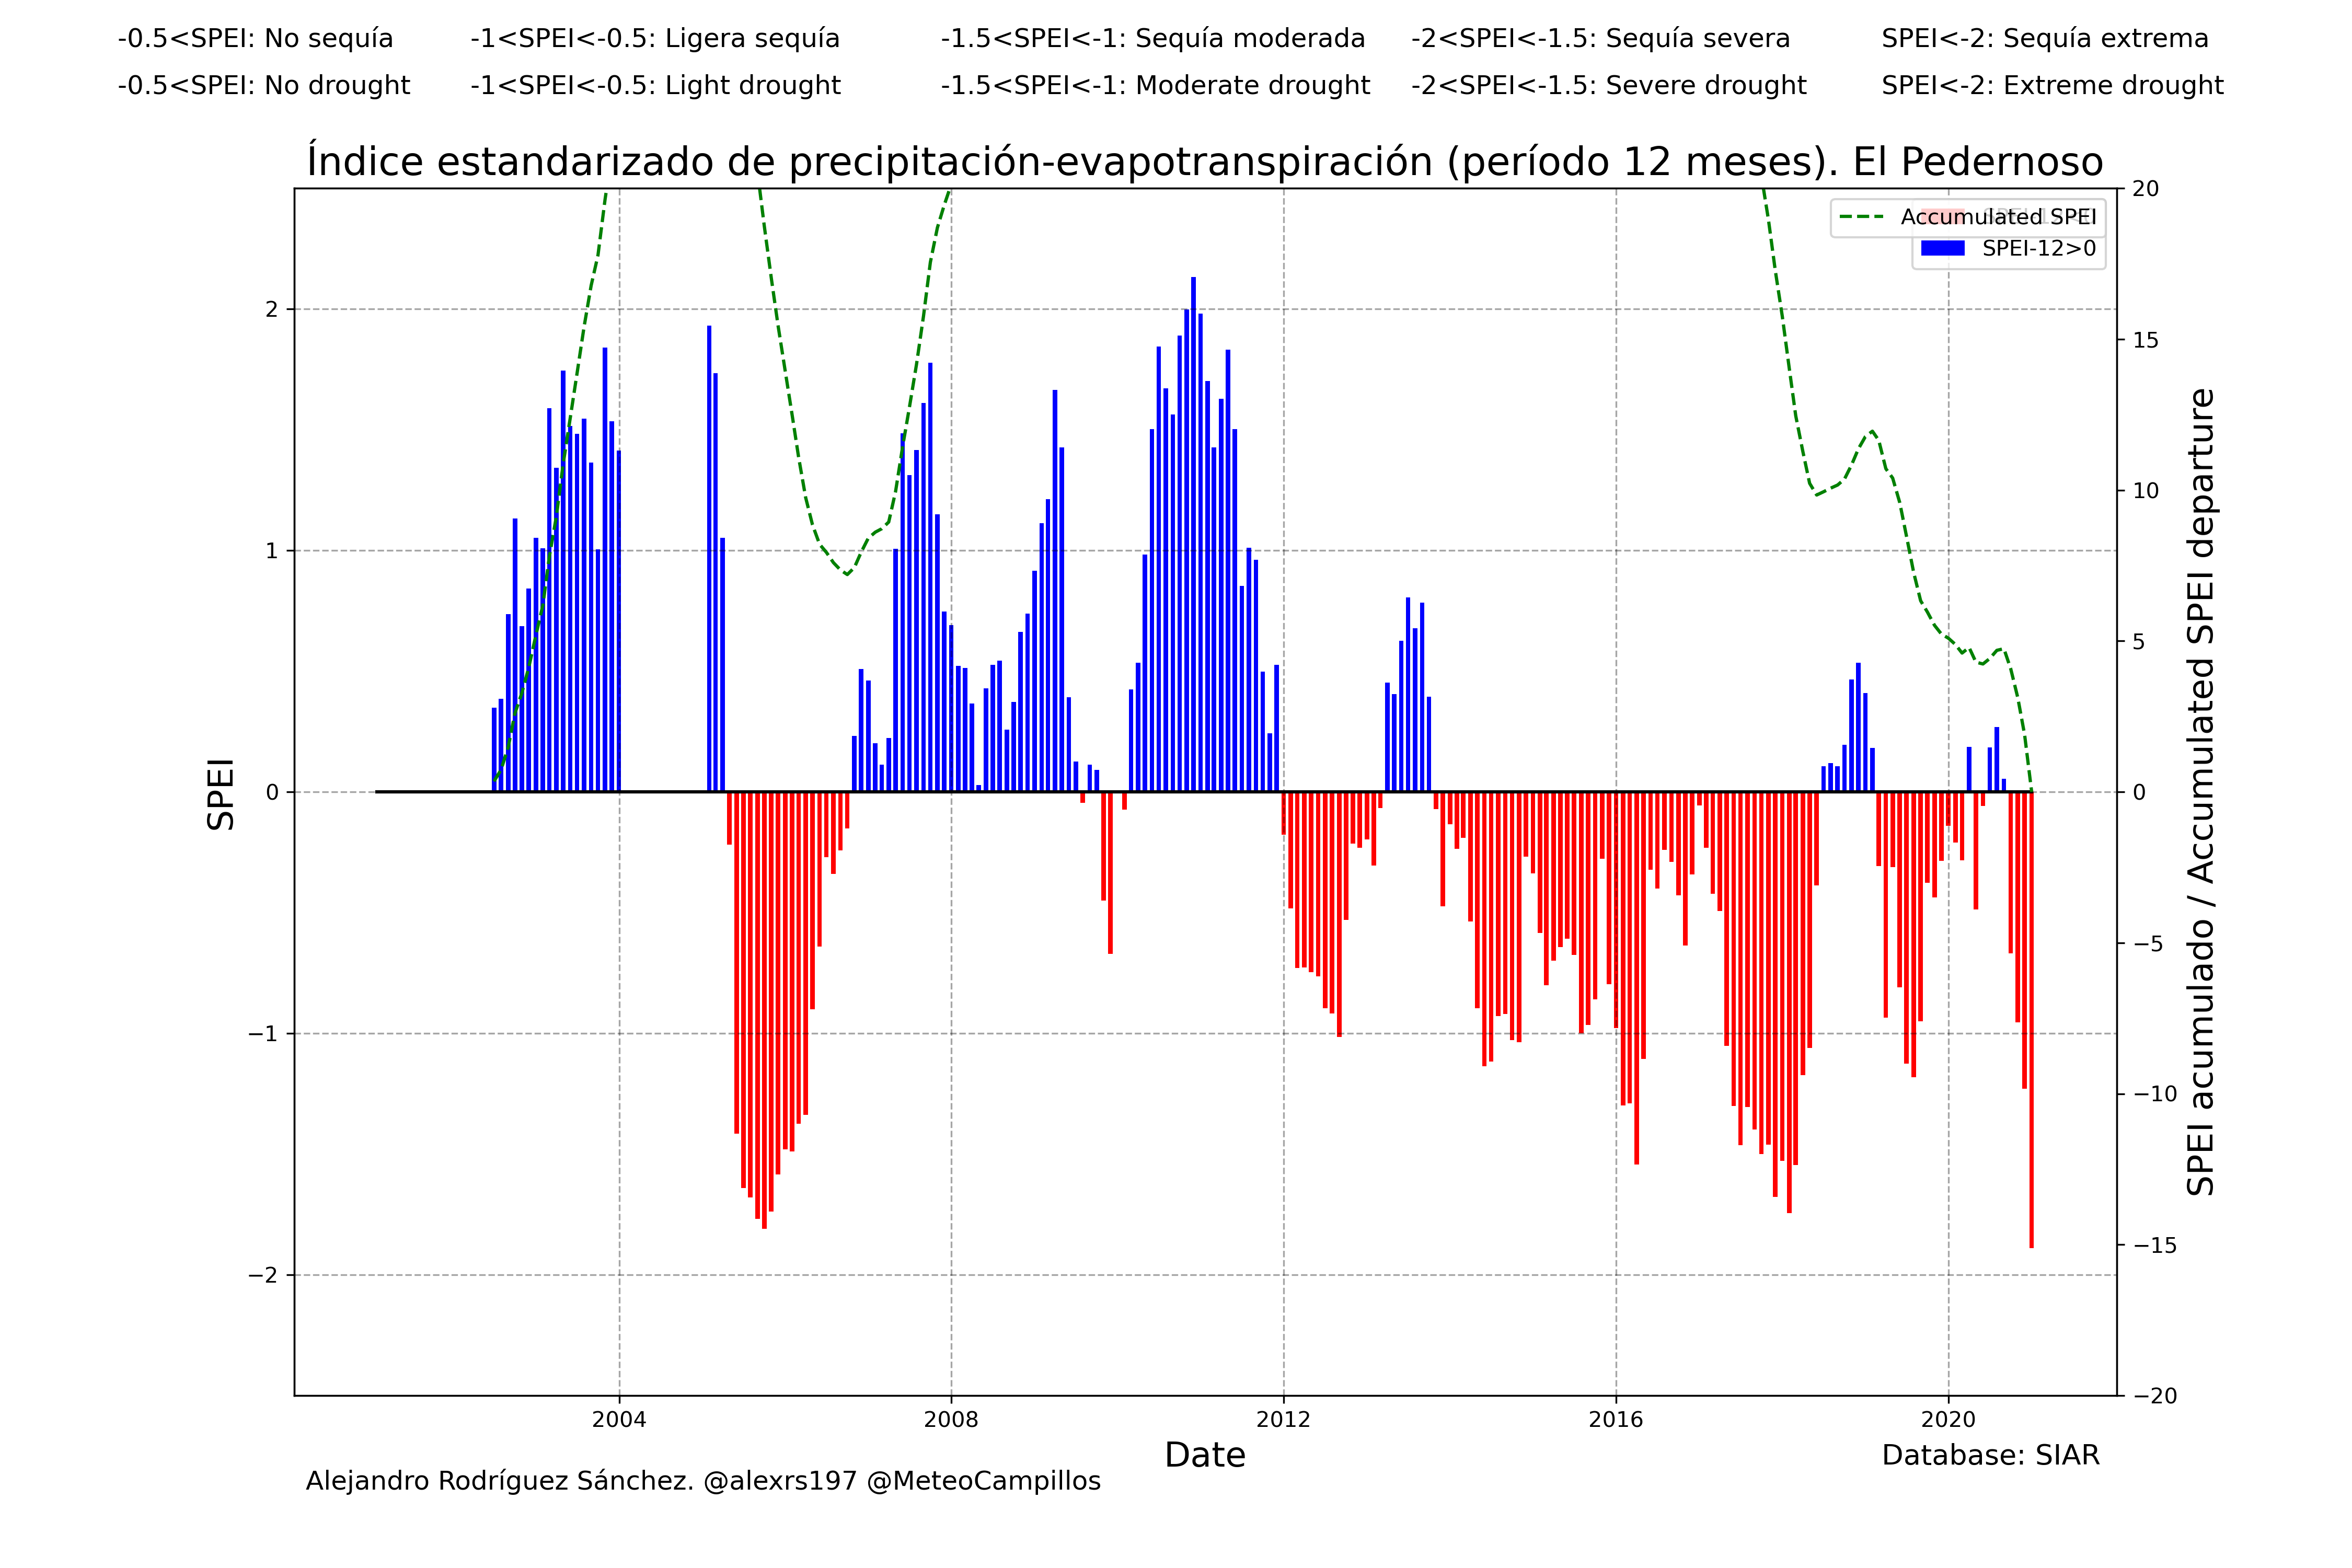 -0.5<SPEI: No sequía -1<SPEI<-0.5: Ligera sequía -1.5<SPEI<-1: Sequía moderada -2<SPEI<-1.5: Sequía severa SPEI<-2: Sequía extrema
-0.5<SPEI: No drought -1<SPEI<-0.5: Light drought -1.5<SPEI<-1: Moderate drought -2<SPEI<-1.5: Severe drought SPEI<-2: Extreme drought
Índice estandarizado de precipitación-evapotranspiración (período 12 meses). El Pedernoso
Accumulated SPEI
SPEI-12>0
SPEI
2
1
0
−1
−2
20
15
10
5
0
−5
−10
−15
−20
SPEI acumulado / Accumulated SPEI departure
2004 2008 2012 2016 2020
Date
Database: SIAR
Alejandro Rodríguez Sánchez. @alexrs197 @MeteoCampillos